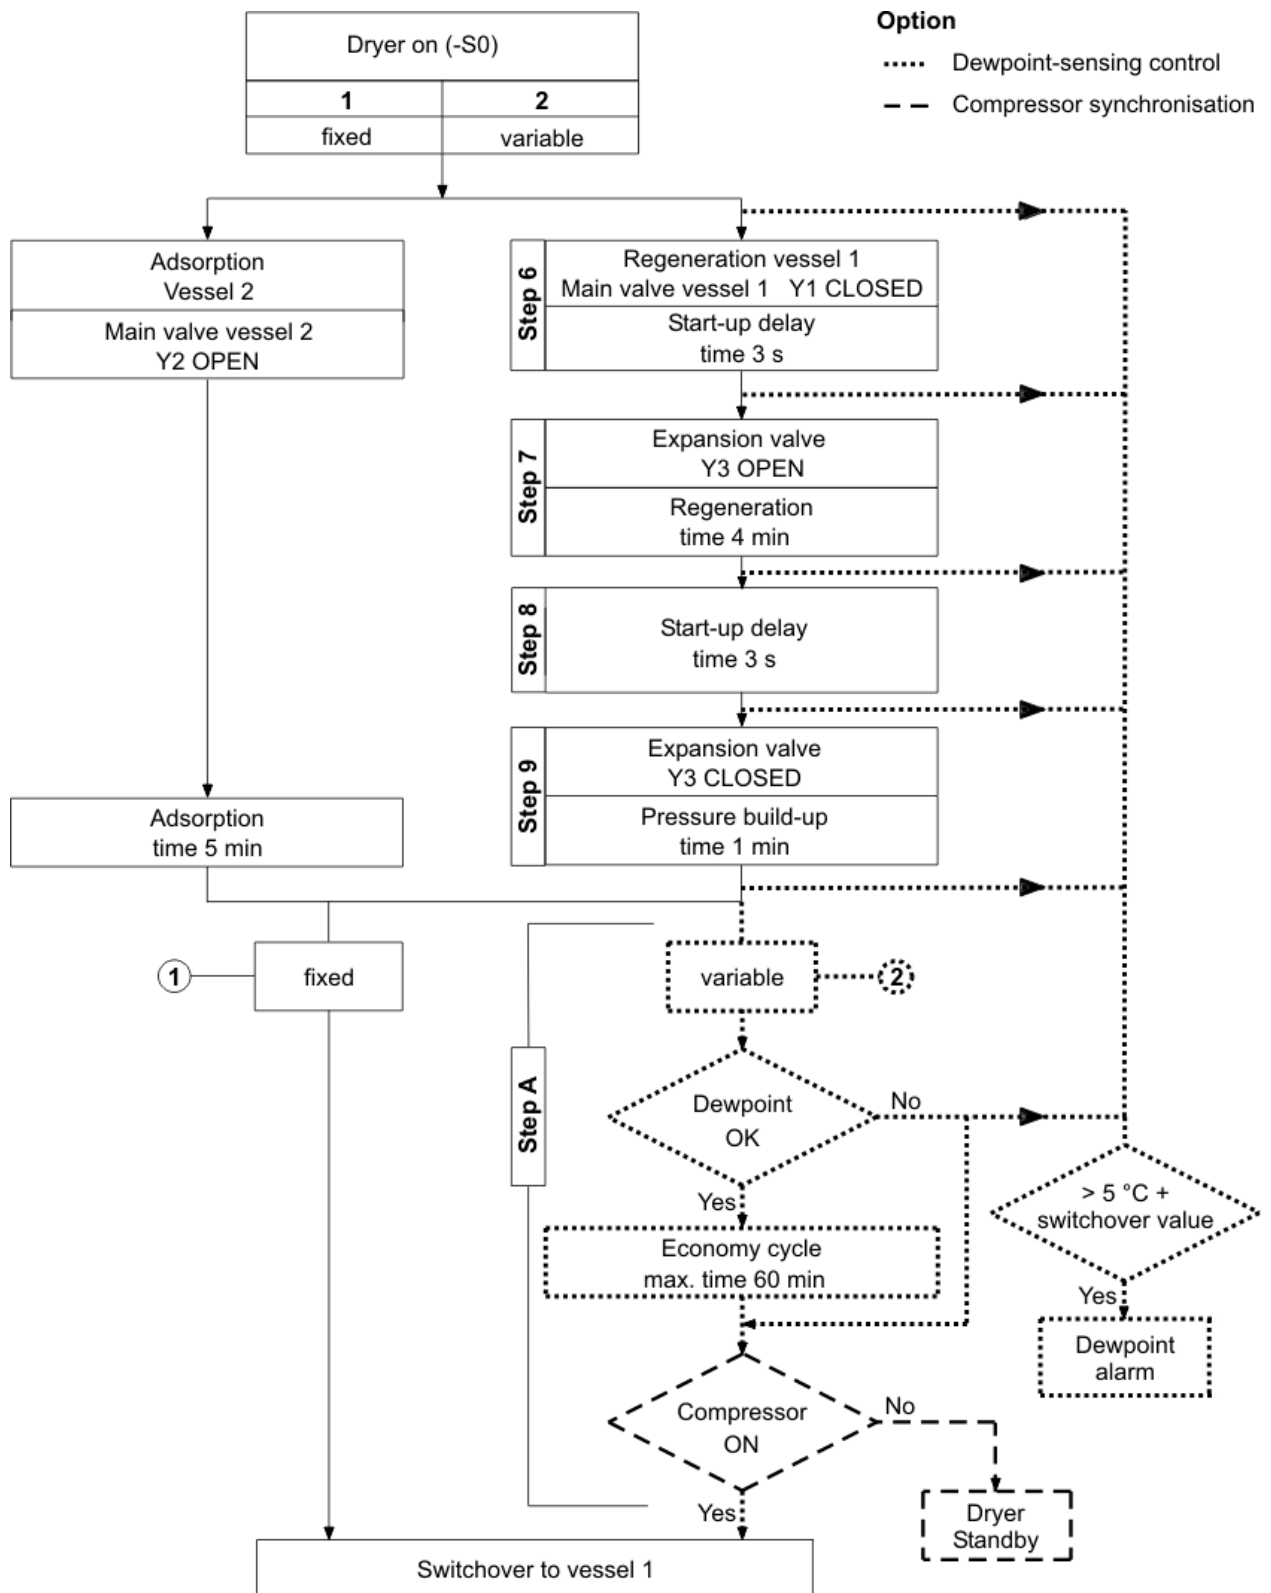 Option
Dewpoint-sensing control
Compressor synchronisation
Dryer on (-S0)
1 2
fixed variable
Adsorption
Vessel 2
Main valve vessel 2
Y2 OPEN
Step 6
Regeneration vessel 1
Main valve vessel 1 Y1 CLOSED
Start-up delay
time 3 s
Step 7
Expansion valve
Y3 OPEN
Regeneration
time 4 min
Step 8
Start-up delay
time 3 s
Step 9
Expansion valve
Y3 CLOSED
Pressure build-up
time 1 min
Adsorption
time 5 min
1
fixed
variable
2
Step A
Dewpoint
OK
No
Yes
> 5 °C +
switchover value
Yes
Dewpoint
alarm
Economy cycle
max. time 60 min
Compressor
ON
No
Yes
Dryer
Standby
Switchover to vessel 1